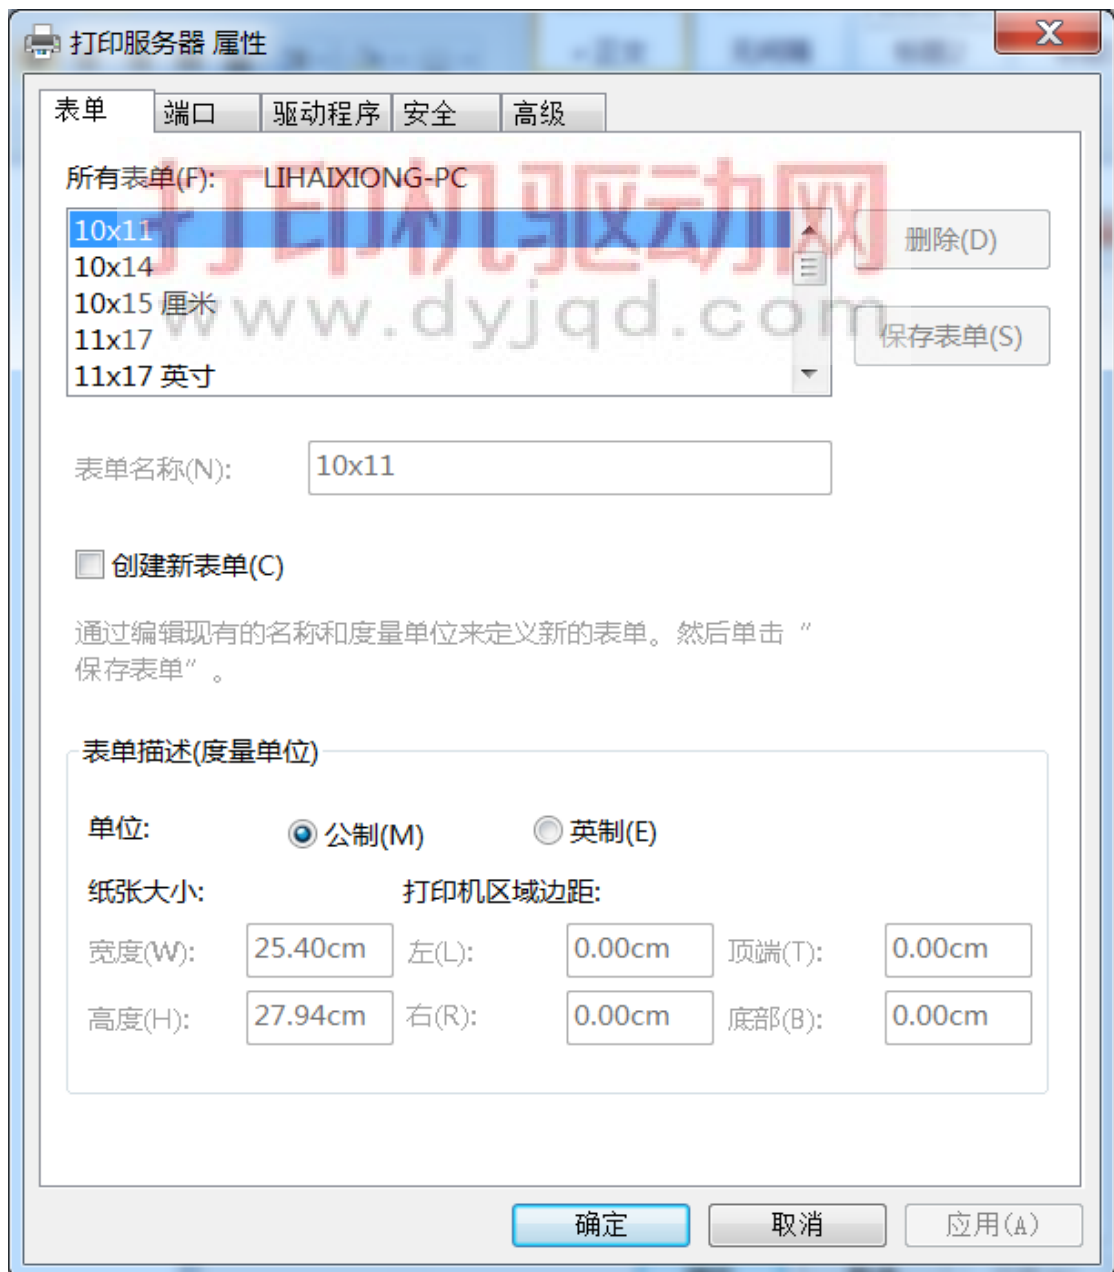 打印服务器 属性
表单 端口 驱动程序 安全 高级
所有表单(F): LIHAIXIONG-PC
打印机驱动网
www.dyjqd.com
10x11
10x14
10x15 厘米
11x17
11x17 英寸
删除(D)
保存表单(S)
表单名称(N): 10x11
创建新表单(C)
通过编辑现有的名称和度量单位来定义新的表单。然后单击“
保存表单”。
表单描述(度量单位)
单位: 公制(M) 英制(E)
纸张大小: 打印机区域边距:
宽度(W): 25.40cm 左(L): 0.00cm 顶端(T): 0.00cm
高度(H): 27.94cm 右(R): 0.00cm 底部(B): 0.00cm
确定 取消 应用(A)